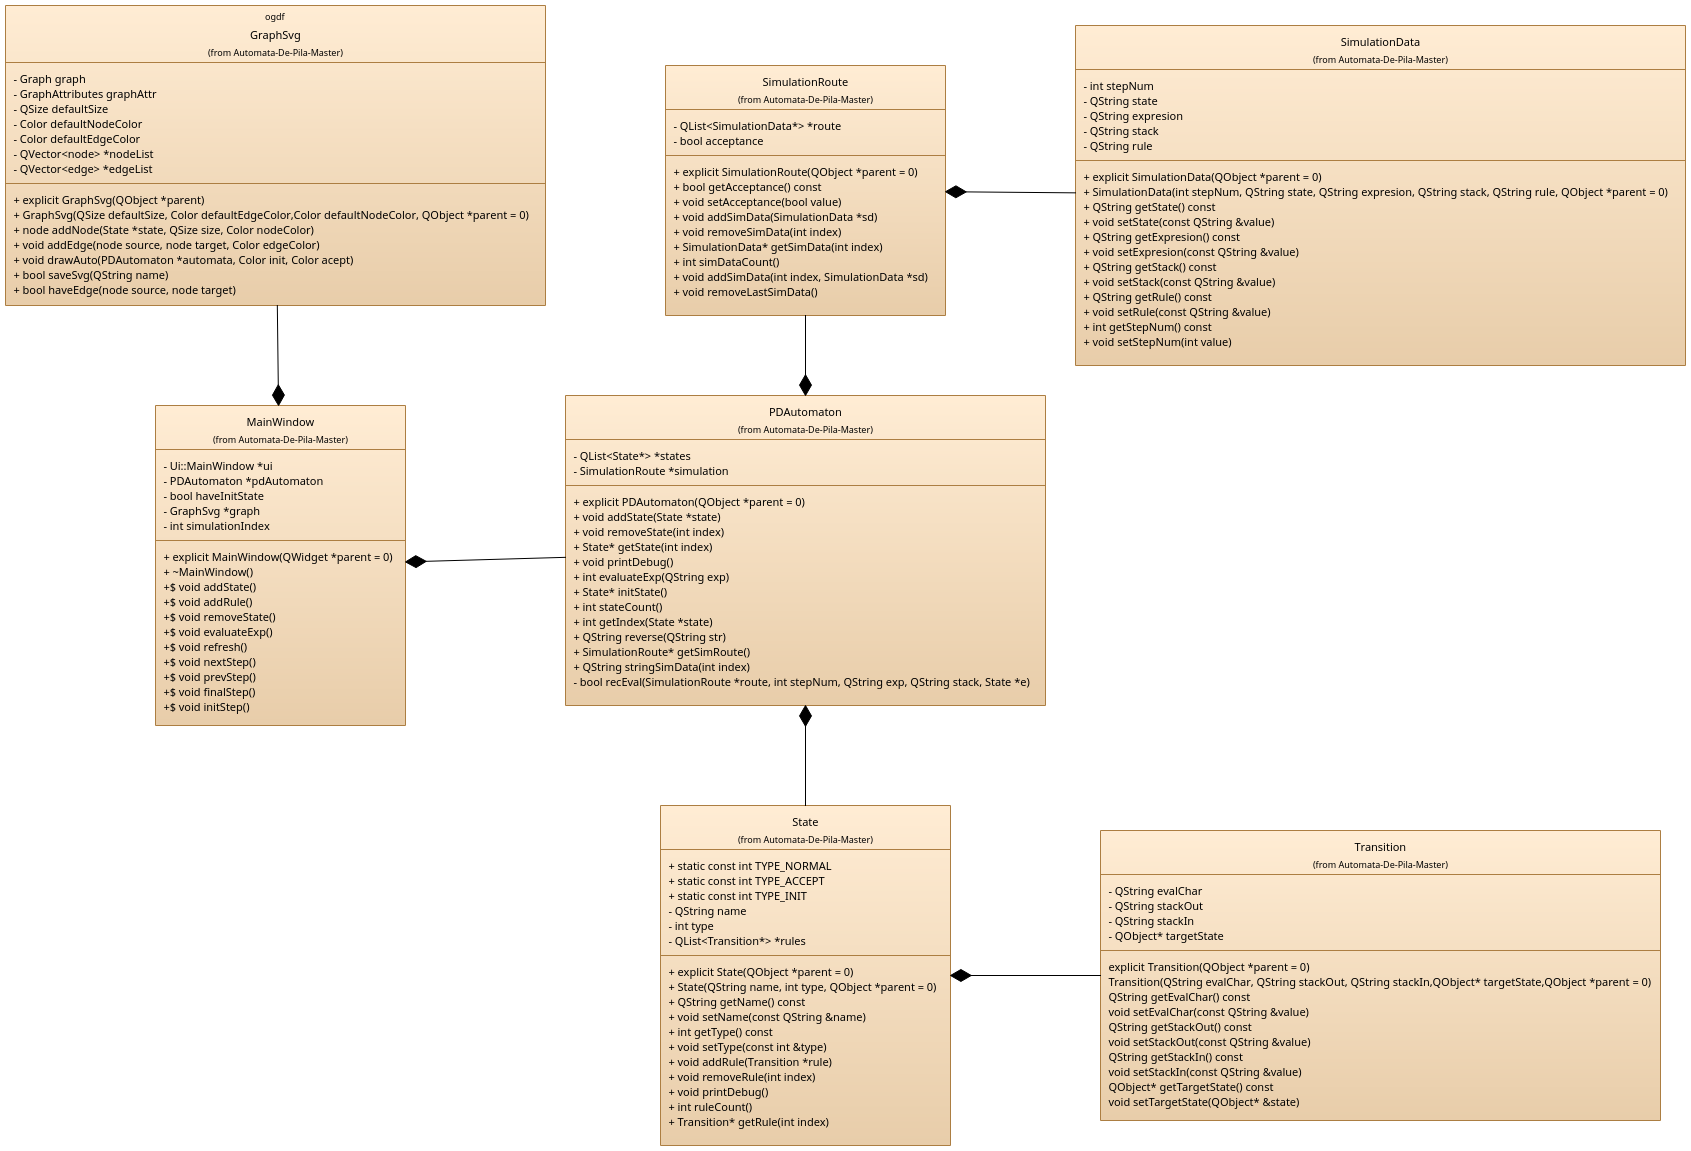 ogdf
GraphSvg
(from Automata-De-Pila-Master)
- Graph graph
- GraphAttributes graphAttr
- QSize defaultSize
- Color defaultNodeColor
- Color defaultEdgeColor
- QVector<node> *nodeList
- QVector<edge> *edgeList
+ explicit GraphSvg(QObject *parent)
+ GraphSvg(QSize defaultSize, Color defaultEdgeColor,Color defaultNodeColor, QObject *parent = 0)
+ node addNode(State *state, QSize size, Color nodeColor)
+ void addEdge(node source, node target, Color edgeColor)
+ void drawAuto(PDAutomaton *automata, Color init, Color acept)
+ bool saveSvg(QString name)
+ bool haveEdge(node source, node target)
SimulationRoute
(from Automata-De-Pila-Master)
- QList<SimulationData*> *route
- bool acceptance
+ explicit SimulationRoute(QObject *parent = 0)
+ bool getAcceptance() const
+ void setAcceptance(bool value)
+ void addSimData(SimulationData *sd)
+ void removeSimData(int index)
+ SimulationData* getSimData(int index)
+ int simDataCount()
+ void addSimData(int index, SimulationData *sd)
+ void removeLastSimData()
SimulationData
(from Automata-De-Pila-Master)
- int stepNum
- QString state
- QString expresion
- QString stack
- QString rule
+ explicit SimulationData(QObject *parent = 0)
+ SimulationData(int stepNum, QString state, QString expresion, QString stack, QString rule, QObject *parent = 0)
+ QString getState() const
+ void setState(const QString &value)
+ QString getExpresion() const
+ void setExpresion(const QString &value)
+ QString getStack() const
+ void setStack(const QString &value)
+ QString getRule() const
+ void setRule(const QString &value)
+ int getStepNum() const
+ void setStepNum(int value)
MainWindow
(from Automata-De-Pila-Master)
- Ui::MainWindow *ui
- PDAutomaton *pdAutomaton
- bool haveInitState
- GraphSvg *graph
- int simulationIndex
+ explicit MainWindow(QWidget *parent = 0)
+ ~MainWindow()
+$ void addState()
+$ void addRule()
+$ void removeState()
+$ void evaluateExp()
+$ void refresh()
+$ void nextStep()
+$ void prevStep()
+$ void finalStep()
+$ void initStep()
PDAutomaton
(from Automata-De-Pila-Master)
- QList<State*> *states
- SimulationRoute *simulation
+ explicit PDAutomaton(QObject *parent = 0)
+ void addState(State *state)
+ void removeState(int index)
+ State* getState(int index)
+ void printDebug()
+ int evaluateExp(QString exp)
+ State* initState()
+ int stateCount()
+ int getIndex(State *state)
+ QString reverse(QString str)
+ SimulationRoute* getSimRoute()
+ QString stringSimData(int index)
- bool recEval(SimulationRoute *route, int stepNum, QString exp, QString stack, State *e)
State
(from Automata-De-Pila-Master)
+ static const int TYPE_NORMAL
+ static const int TYPE_ACCEPT
+ static const int TYPE_INIT
- QString name
- int type
- QList<Transition*> *rules
+ explicit State(QObject *parent = 0)
+ State(QString name, int type, QObject *parent = 0)
+ QString getName() const
+ void setName(const QString &name)
+ int getType() const
+ void setType(const int &type)
+ void addRule(Transition *rule)
+ void removeRule(int index)
+ void printDebug()
+ int ruleCount()
+ Transition* getRule(int index)
Transition
(from Automata-De-Pila-Master)
- QString evalChar
- QString stackOut
- QString stackIn
- QObject* targetState
explicit Transition(QObject *parent = 0)
Transition(QString evalChar, QString stackOut, QString stackIn,QObject* targetState,QObject *parent = 0)
QString getEvalChar() const
void setEvalChar(const QString &value)
QString getStackOut() const
void setStackOut(const QString &value)
QString getStackIn() const
void setStackIn(const QString &value)
QObject* getTargetState() const
void setTargetState(QObject* &state)